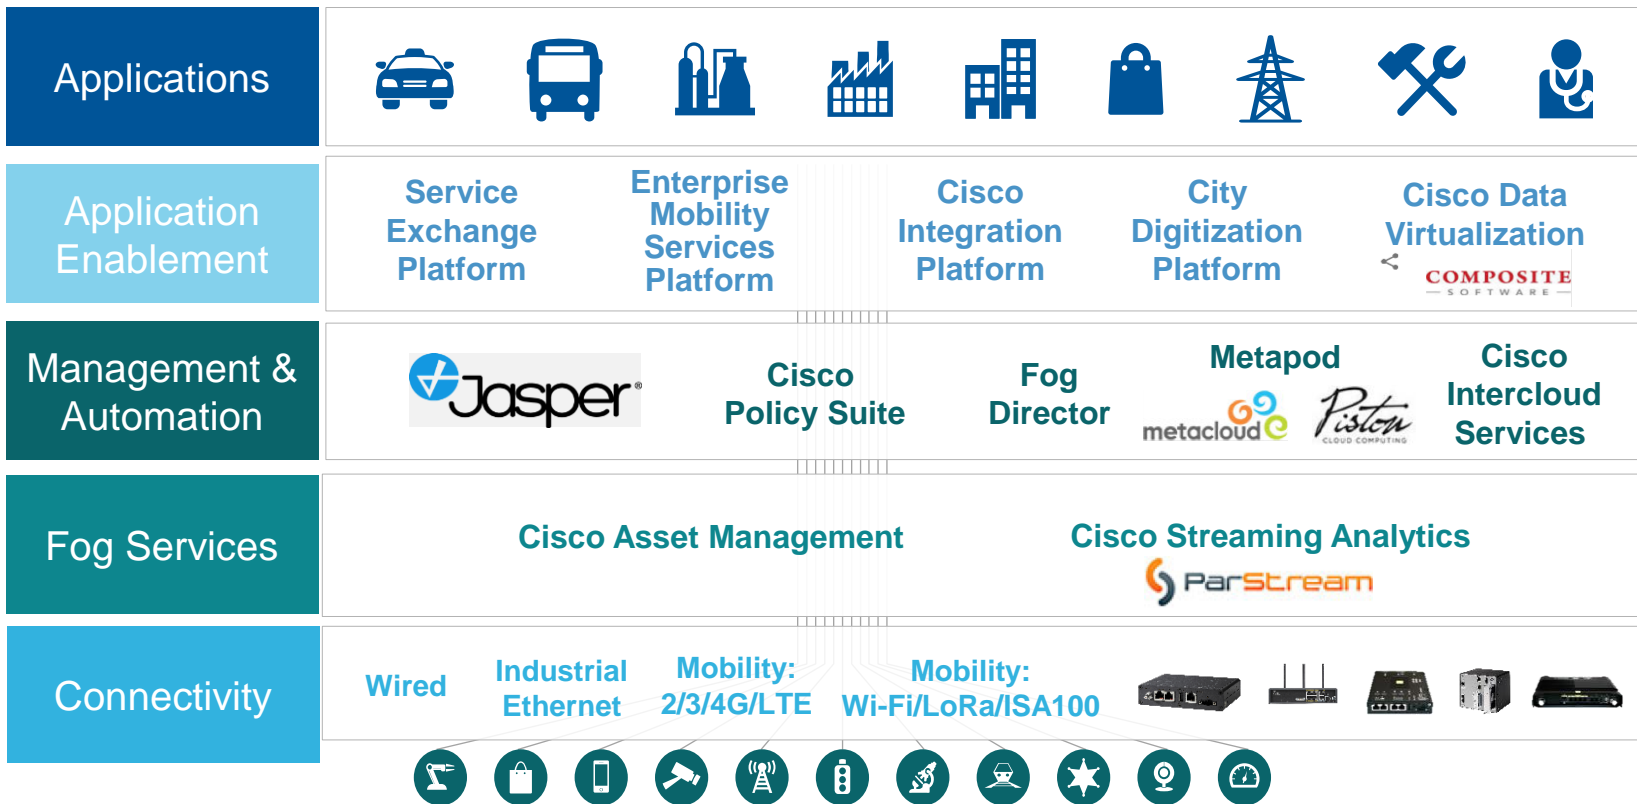 Applications
Application
Enablement
Service
Exchange
Platform
Enterprise
Mobility
Services
Platform
Cisco
Integration
Platform
City
Digitization
Platform
Cisco Data
Virtualization
COMPOSITE
SOFTWARE
Management &
Automation
Jasper®
Cisco
Policy Suite
Fog
Director
Metapod
metacloud
Piston
CLOUD COMPUTING
Cisco
Intercloud
Services
Fog Services
Cisco Asset Management
Cisco Streaming Analytics
ParStream
Connectivity
Wired
Industrial
Ethernet
Mobility:
2/3/4G/LTE
Mobility:
Wi-Fi/LoRa/ISA100